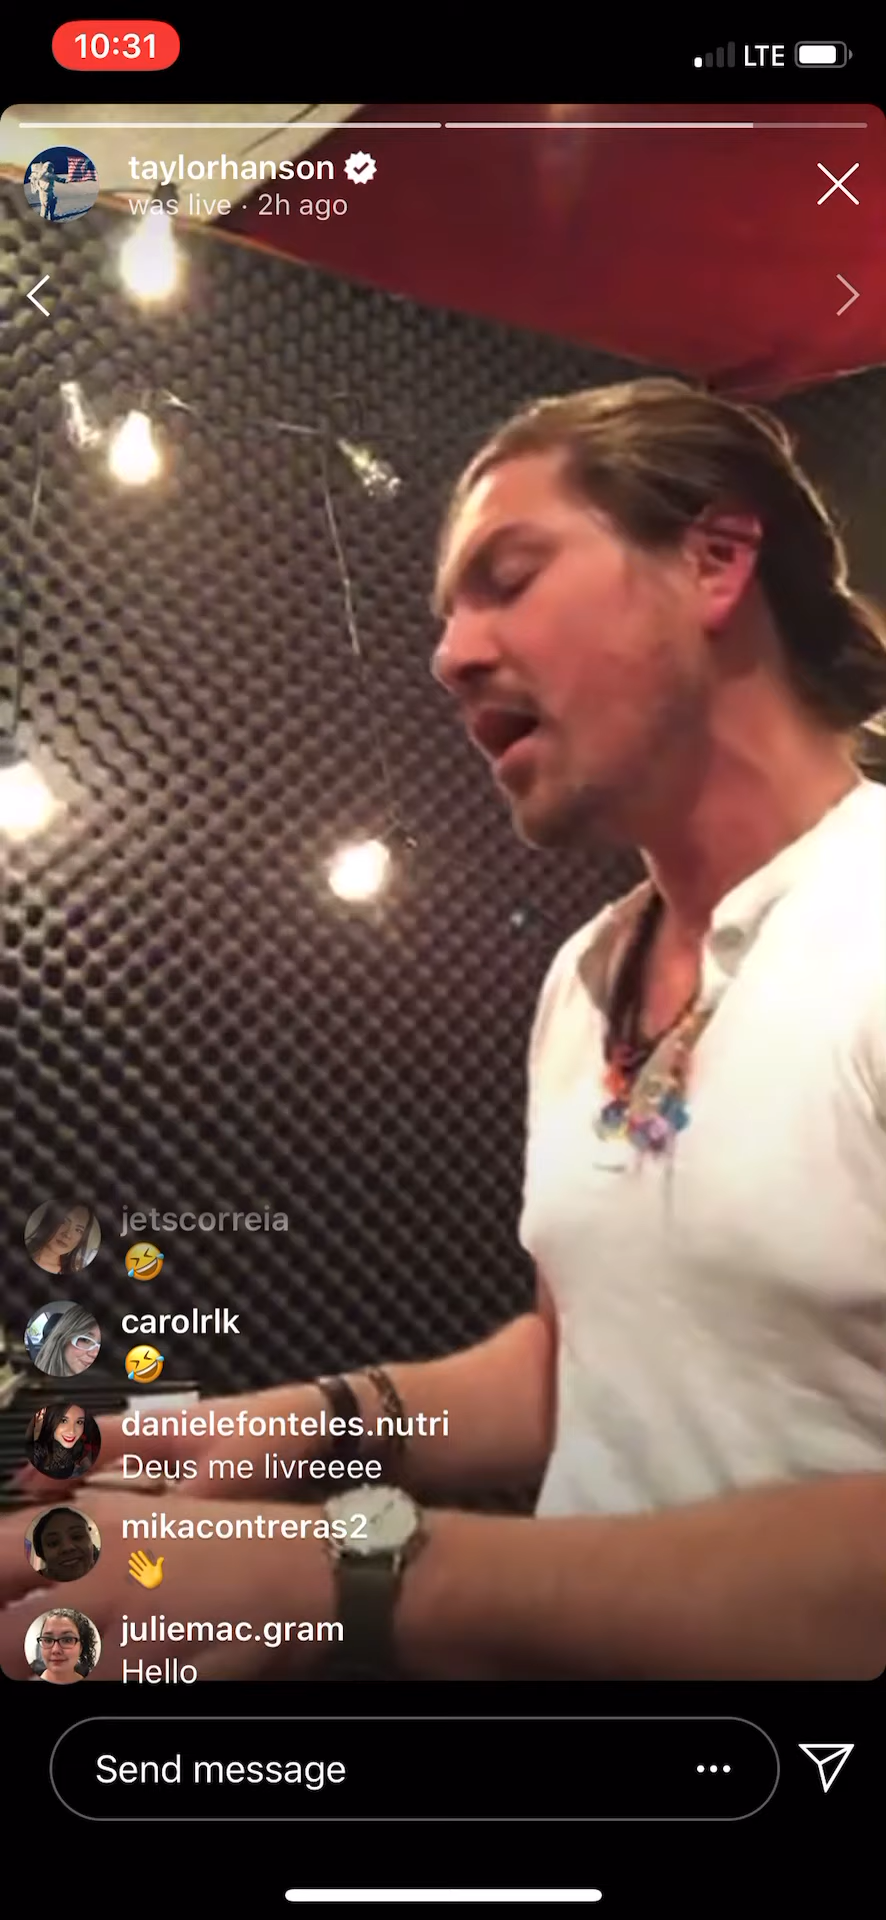 10:31
LTE
taylorhanson
was live · 2h ago
jetscorreia
🤣
carolrlk
🤣
danielefonteles.nutri
Deus me livreeee
mikacontreras2
👋
juliemac.gram
Hello
Send message